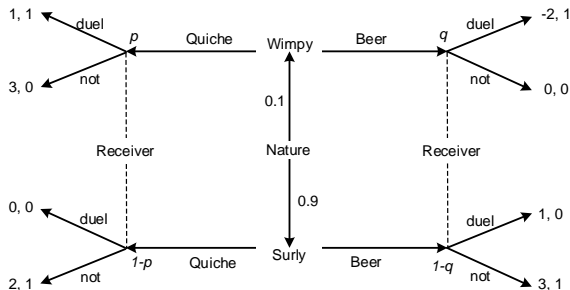 1, 1 duel p Quiche Wimpy Beer q duel -2, 1
3, 0 not 0.1 not 0, 0
Receiver Nature Receiver
0, 0 duel 0.9 duel 1, 0
2, 1 not 1-p Quiche Surly Beer 1-q not 3, 1